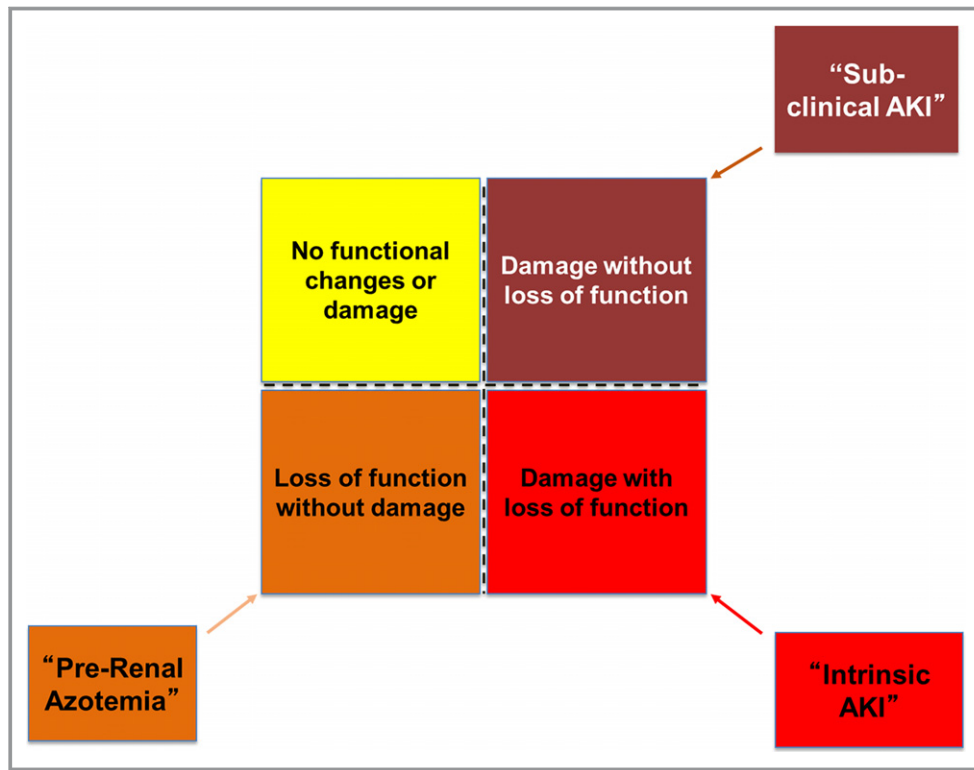 “Sub-
clinical AKI”
No functional
changes or
damage
Damage without
loss of function
Loss of function
without damage
Damage with
loss of function
“Pre-Renal
Azotemia”
“Intrinsic
AKI”